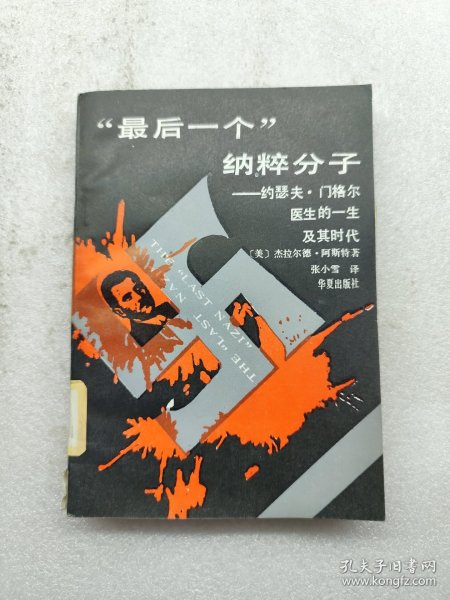 “最后一个”
纳粹分子
——约瑟夫·门格尔
医生的一生
及其时代
〔美〕杰拉尔德·阿斯特著
张小雪 译
华夏出版社
THE “LAST NAZI”
THE “LAST NAZI”
孔夫子旧书网
www.kongfz.com